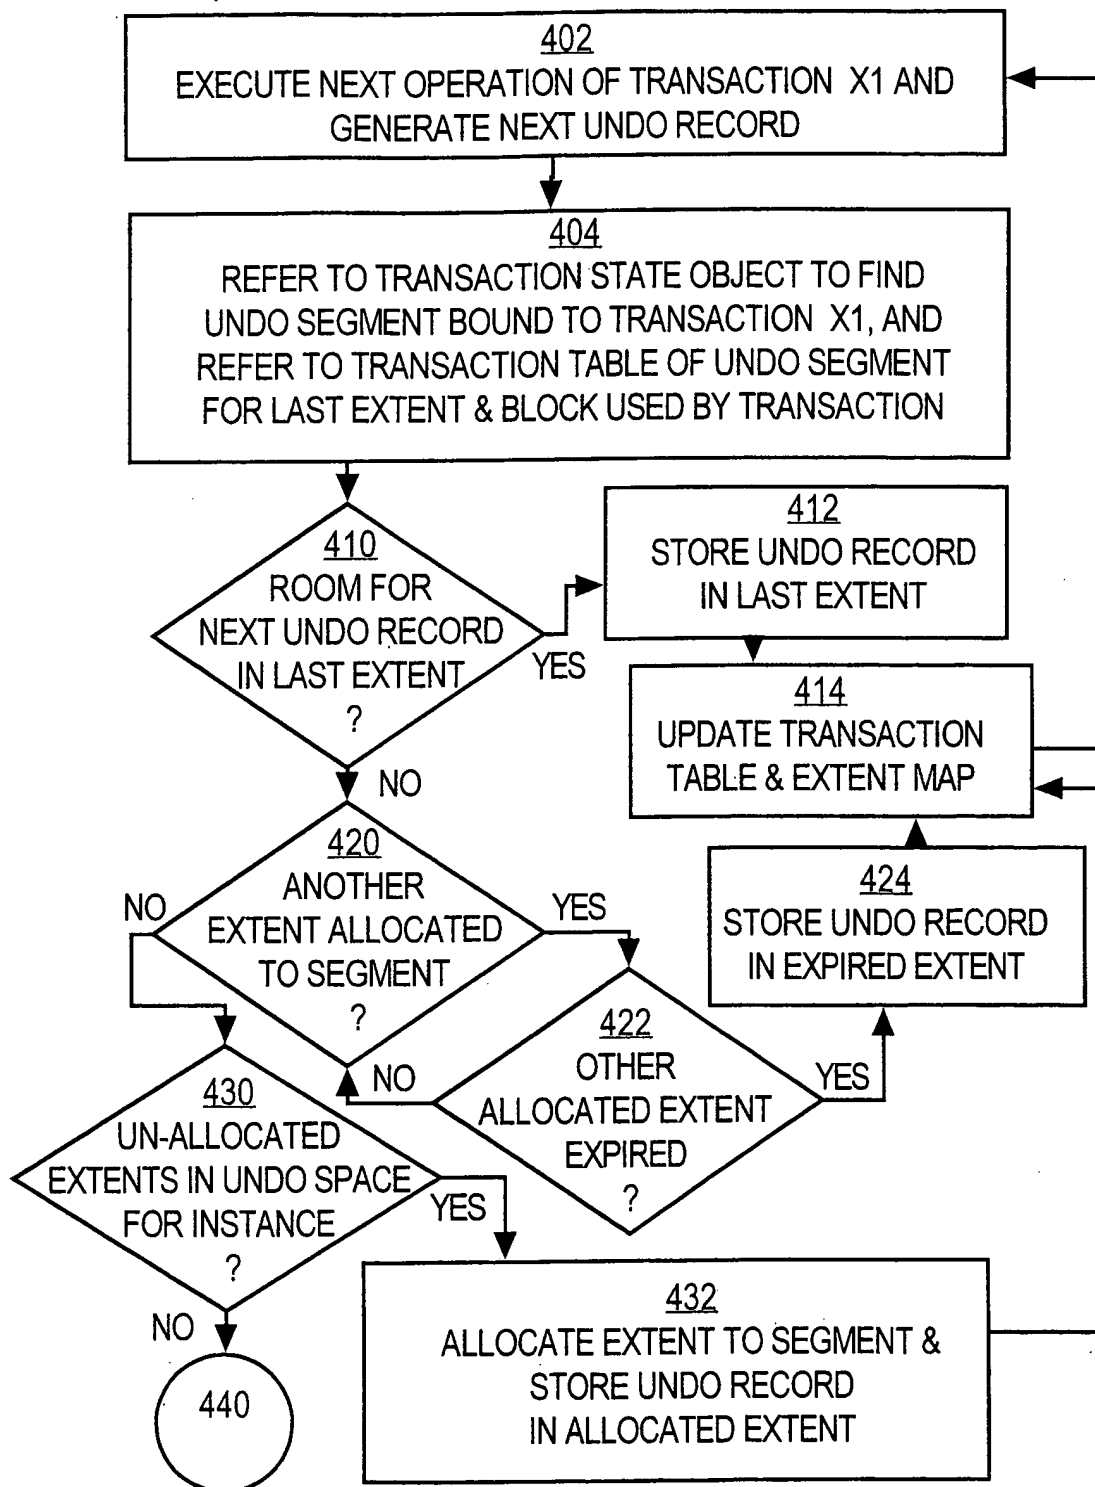 402
EXECUTE NEXT OPERATION OF TRANSACTION X1 AND
GENERATE NEXT UNDO RECORD
404
REFER TO TRANSACTION STATE OBJECT TO FIND
UNDO SEGMENT BOUND TO TRANSACTION X1, AND
REFER TO TRANSACTION TABLE OF UNDO SEGMENT
FOR LAST EXTENT & BLOCK USED BY TRANSACTION
410
ROOM FOR
NEXT UNDO RECORD
IN LAST EXTENT
?
YES
NO
412
STORE UNDO RECORD
IN LAST EXTENT
414
UPDATE TRANSACTION
TABLE & EXTENT MAP
420
ANOTHER
EXTENT ALLOCATED
TO SEGMENT
?
NO
YES
424
STORE UNDO RECORD
IN EXPIRED EXTENT
422
OTHER
ALLOCATED EXTENT
EXPIRED
?
NO
YES
430
UN-ALLOCATED
EXTENTS IN UNDO SPACE
FOR INSTANCE
?
YES
NO
432
ALLOCATE EXTENT TO SEGMENT &
STORE UNDO RECORD
IN ALLOCATED EXTENT
440